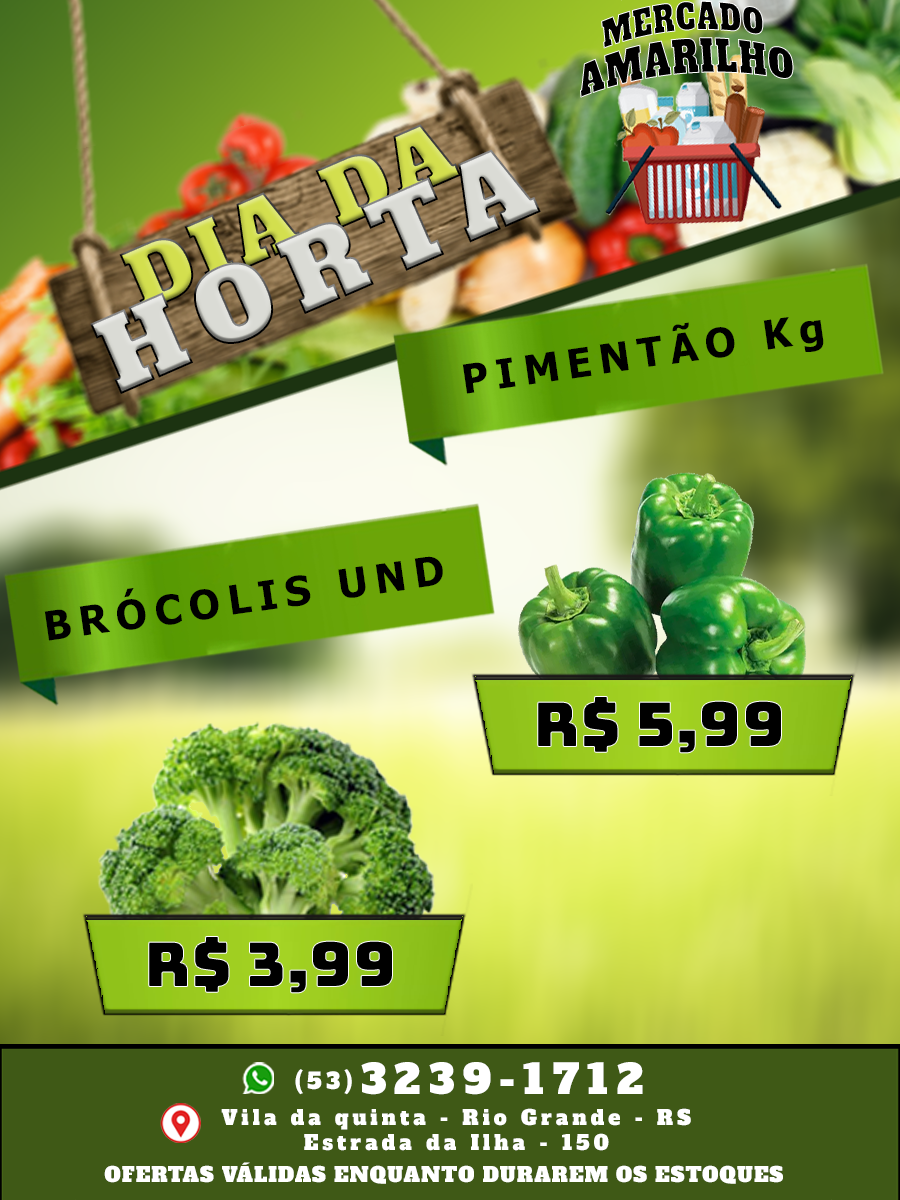 MERCADO
AMARILHO
DIA DA
HORTA
PIMENTÃO Kg
BRÓCOLIS UND
R$ 5,99
R$ 3,99
(53) 3239-1712
Vila da quinta - Rio Grande - RS
Estrada da Ilha - 150
OFERTAS VÁLIDAS ENQUANTO DURAREM OS ESTOQUES